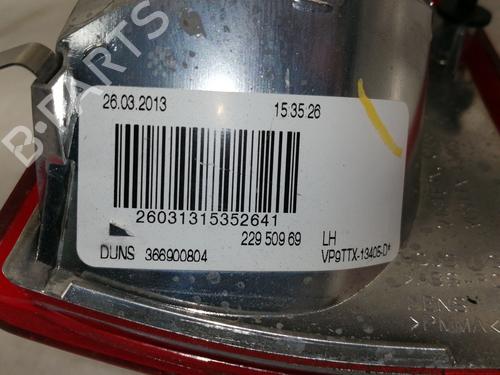 B-PARTS
26.03.2013 15:35:26
26031315352641
229 509 69 LH
DUNS 366900804 VP9TTX-13405-D*
>PMMA<